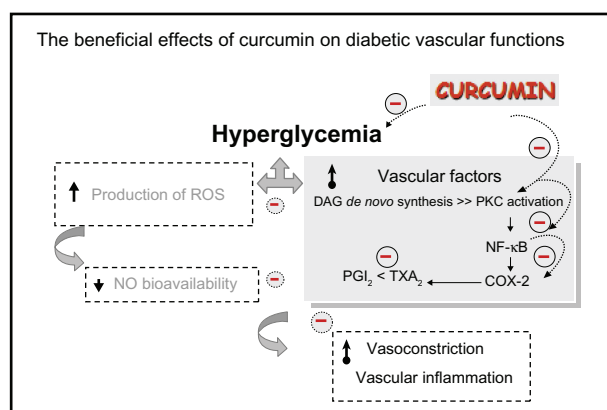 The beneficial effects of curcumin on diabetic vascular functions
CURCUMIN
Hyperglycemia
Production of ROS
Vascular factors
DAG de novo synthesis >> PKC activation
NF-κB
PGI₂ < TXA₂
COX-2
NO bioavailability
Vasoconstriction
Vascular inflammation